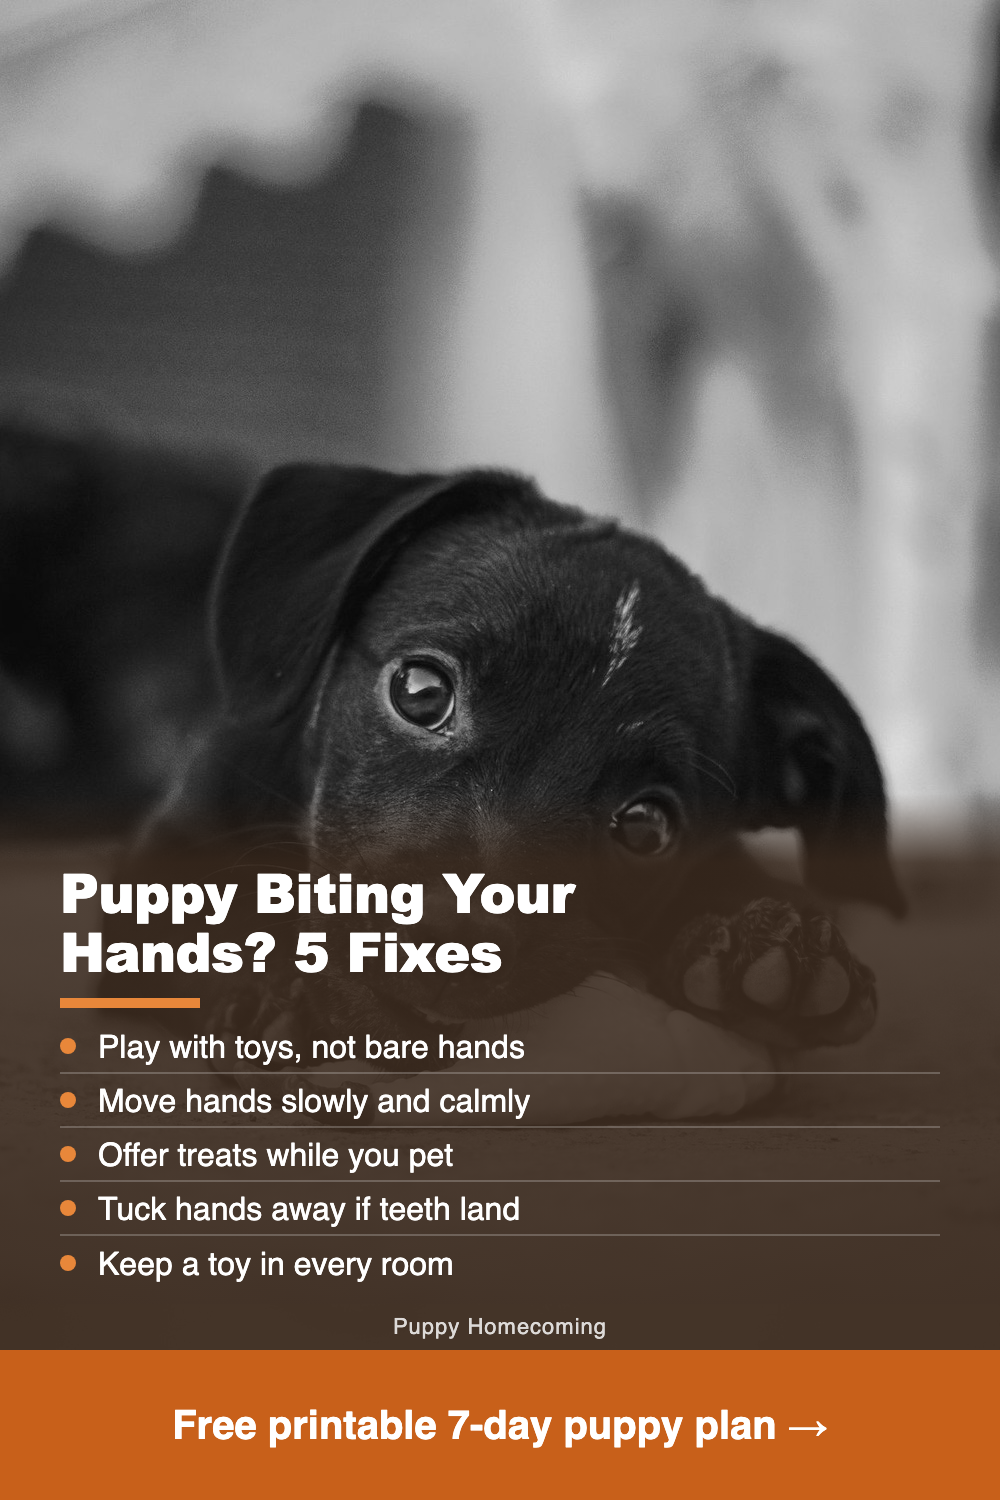 Puppy Biting Your
Hands? 5 Fixes
Play with toys, not bare hands
Move hands slowly and calmly
Offer treats while you pet
Tuck hands away if teeth land
Keep a toy in every room
Puppy Homecoming
Free printable 7-day puppy plan →